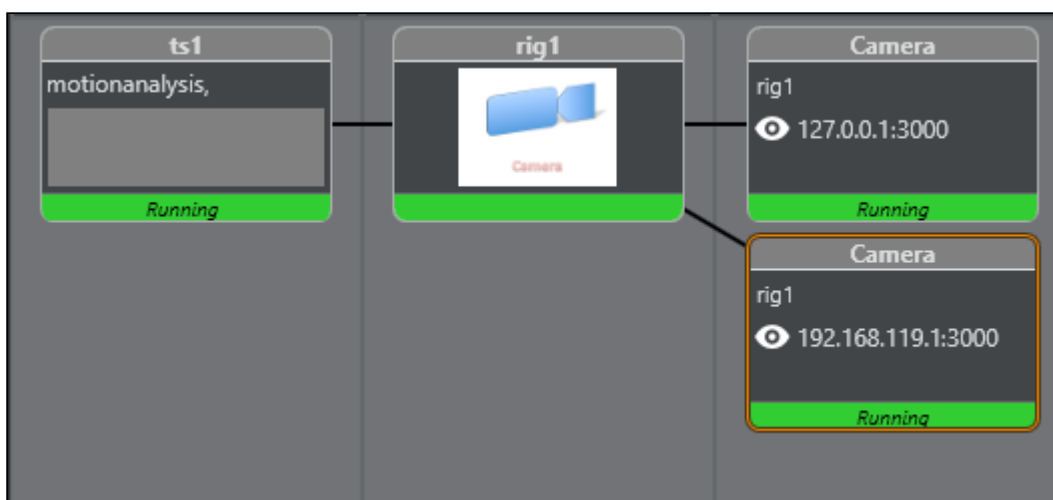 ts1
motionanalysis,
Running
rig1
Camera
Camera
rig1
127.0.0.1:3000
Running
Camera
rig1
192.168.119.1:3000
Running